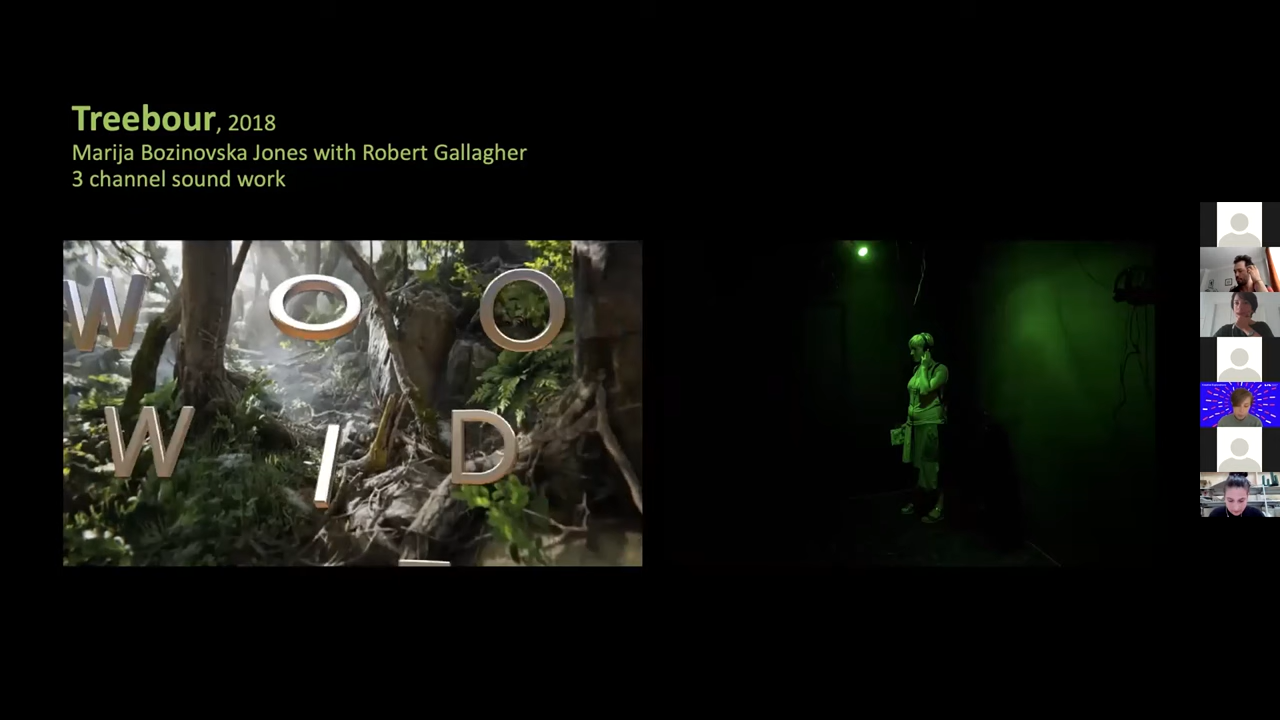 Treebour, 2018
Marija Bozinovska Jones with Robert Gallagher
3 channel sound work
W O O
W I D